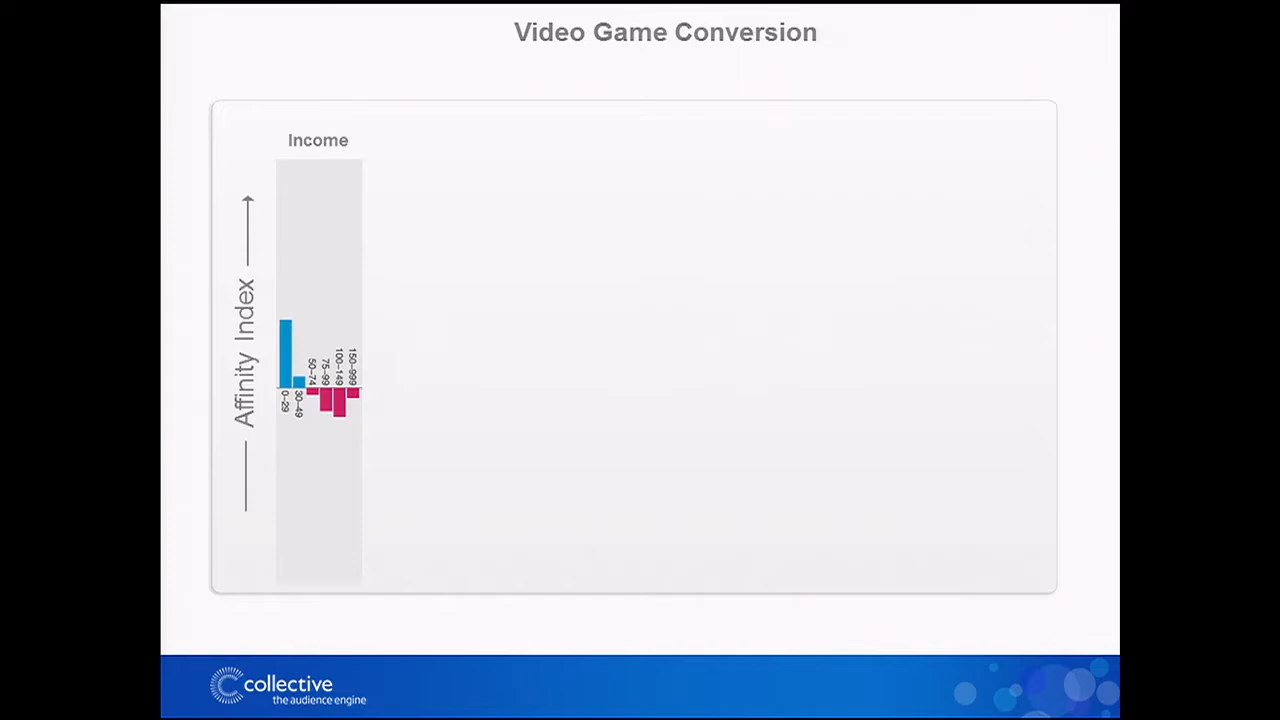 Video Game Conversion
Income
Affinity Index
0-29
30-49
50-74
75-99
100-149
150-999
collective
the audience engine